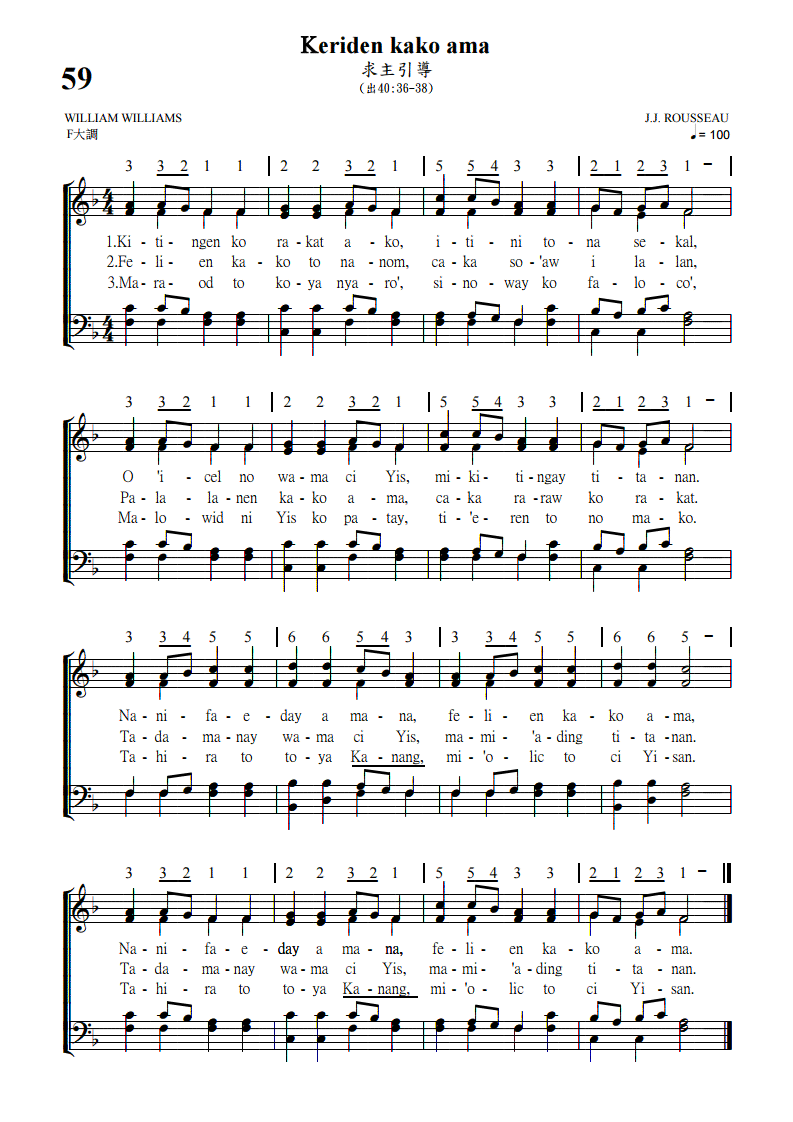 Keriden kako ama
59
求主引導
(出40:36-38)
WILLIAM WILLIAMS
J.J. ROUSSEAU
F大調
♩= 100
3 3 2 1 1 | 2 2 3 2 1 | 5 5 4 3 3 | 2 1 2 3 1 – |
1.Ki - ti - ngen ko ra - kat a - ko, i - ti - ni to - na se - kal,
2.Fe - li - en ka - ko to na - nom, ca - ka so - 'aw i la - lan,
3.Ma - ra - od to ko - ya nya - ro', si - no - way ko fa - lo - co',
3 3 2 1 1 | 2 2 3 2 1 | 5 5 4 3 3 | 2 1 2 3 1 – |
O 'i - cel no wa - ma ci Yis, mi - ki - ti - ngay ti - ta - nan.
Pa - la - la - nen ka - ko a - ma, ca - ka ra - raw ko ra - kat.
Ma - lo - wid ni Yis ko pa - tay, ti - 'e - ren to no ma - ko.
3 3 4 5 5 | 6 6 5 4 3 | 3 3 4 5 5 | 6 6 5 – |
Na - ni - fa - e - day a ma - na, fe - li - en ka - ko a - ma,
Ta - da - ma - nay wa - ma ci Yis, ma - mi - 'a - ding ti - ta - nan.
Ta - hi - ra to to - ya Ka - nang, mi - 'o - lic to ci Yi - san.
3 3 2 1 1 | 2 2 3 2 1 | 5 5 4 3 3 | 2 1 2 3 1 –
Na - ni - fa - e - day a ma - na, fe - li - en ka - ko a - ma.
Ta - da - ma - nay wa - ma ci Yis, ma - mi - 'a - ding ti - ta - nan.
Ta - hi - ra to to - ya Ka - nang, mi - 'o - lic to ci Yi - san.